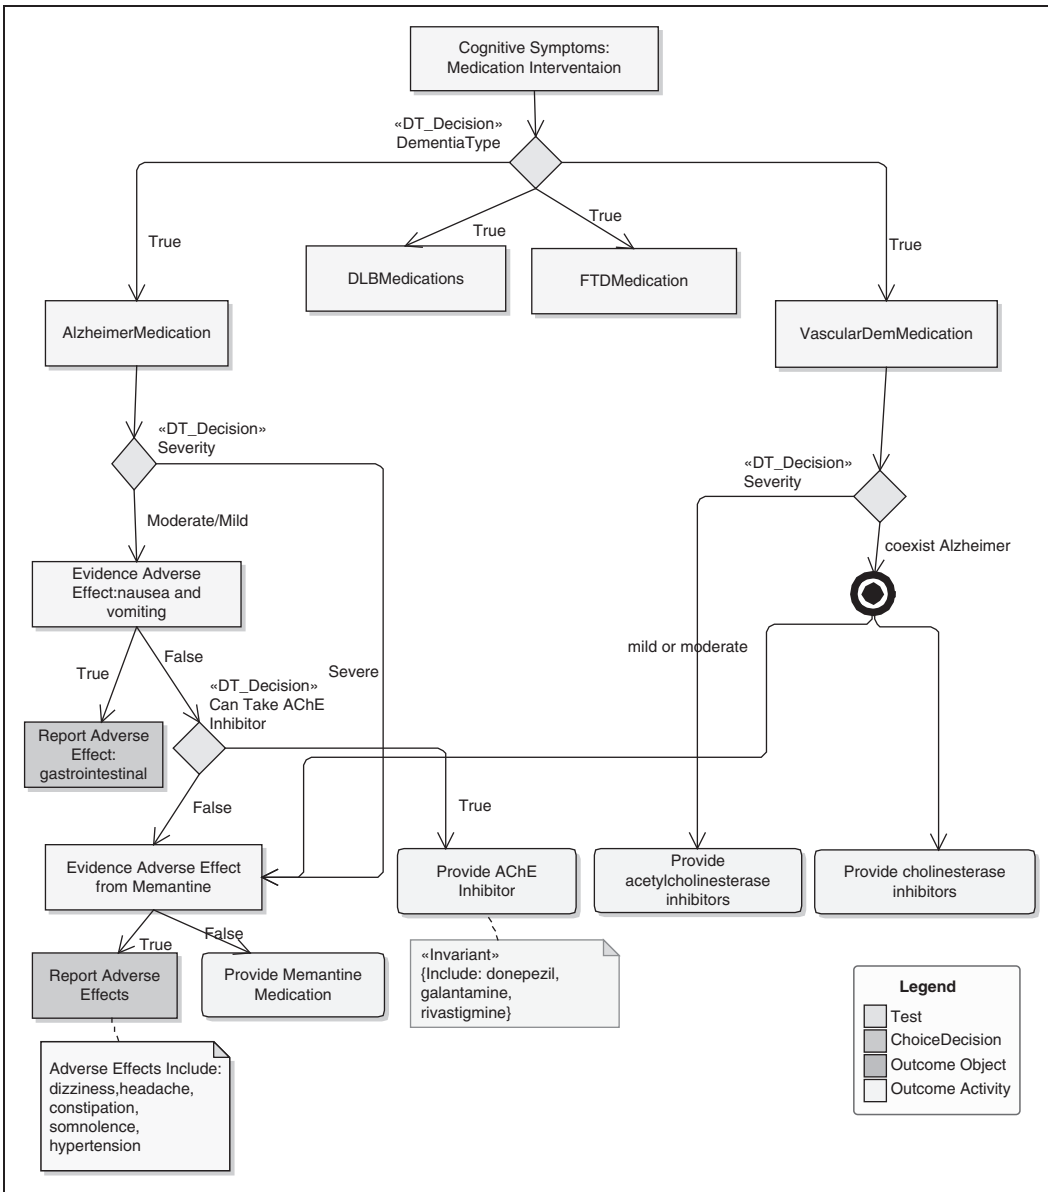 Cognitive Symptoms:
Medication Interventaion
«DT_Decision»
DementiaType
True
True
True
True
DLBMedications
FTDMedication
AlzheimerMedication
VascularDemMedication
«DT_Decision»
Severity
«DT_Decision»
Severity
Moderate/Mild
coexist Alzheimer
Evidence Adverse
Effect:nausea and
vomiting
True
False
Severe
mild or moderate
«DT_Decision»
Can Take AChE
Inhibitor
Report Adverse
Effect:
gastrointestinal
False
True
Evidence Adverse Effect
from Memantine
Provide AChE
Inhibitor
Provide
acetylcholinesterase
inhibitors
Provide cholinesterase
inhibitors
True
False
Report Adverse
Effects
Provide Memantine
Medication
«Invariant»
{Include: donepezil,
galantamine,
rivastigmine}
Adverse Effects Include:
dizziness,headache,
constipation,
somnolence,
hypertension
Legend
Test
ChoiceDecision
Outcome Object
Outcome Activity